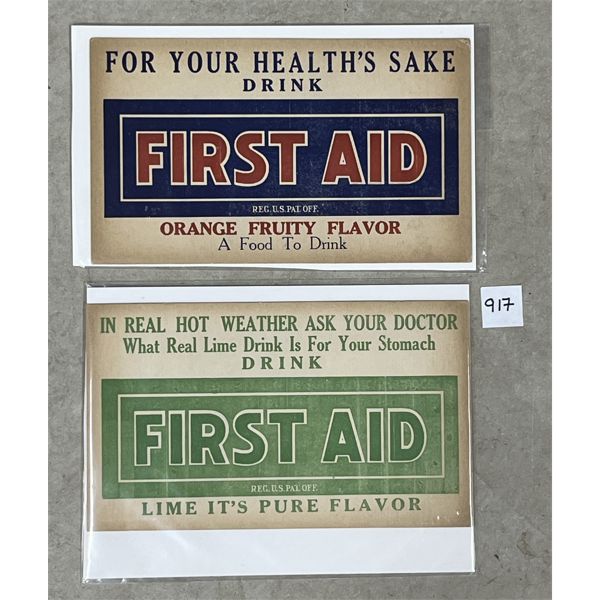 FOR YOUR HEALTH'S SAKE
DRINK
FIRST AID
REG. U.S. PAT. OFF.
ORANGE FRUITY FLAVOR
A Food To Drink
917
IN REAL HOT WEATHER ASK YOUR DOCTOR
What Real Lime Drink Is For Your Stomach
DRINK
FIRST AID
REG. U.S. PAT. OFF.
LIME IT'S PURE FLAVOR